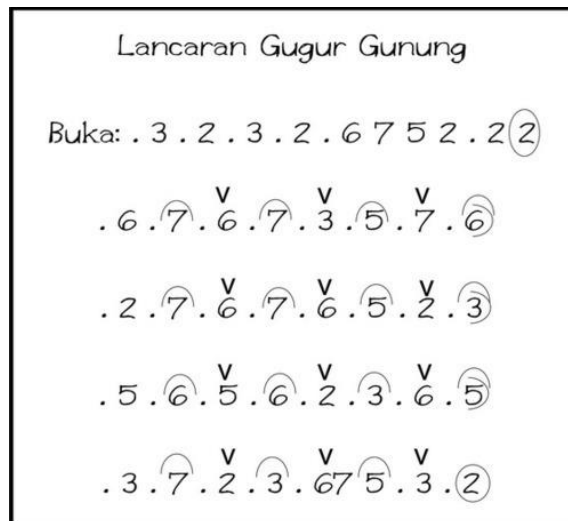 Lancaran Gugur Gunung
Buka: . 3 . 2 . 3 . 2 . 6 7 5 2 . 2 2
v v v
. 6 . 7 . 6 . 7 . 3 . 5 . 7 . 6
v v v
. 2 . 7 . 6 . 7 . 6 . 5 . 2 . 3
v v v
. 5 . 6 . 5 . 6 . 2 . 3 . 6 . 5
v v v
. 3 . 7 . 2 . 3 . 67 5 . 3 . 2